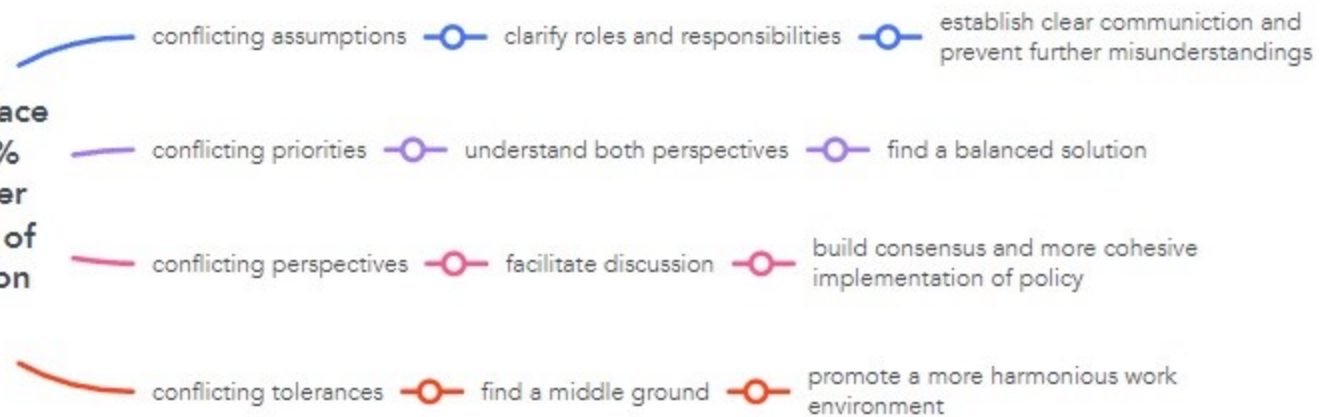 conflicting assumptions clarify roles and responsibilities establish clear communiction and
prevent further misunderstandings
ace
%
er
of
on
conflicting priorities understand both perspectives find a balanced solution
conflicting perspectives facilitate discussion build consensus and more cohesive
implementation of policy
conflicting tolerances find a middle ground promote a more harmonious work
environment